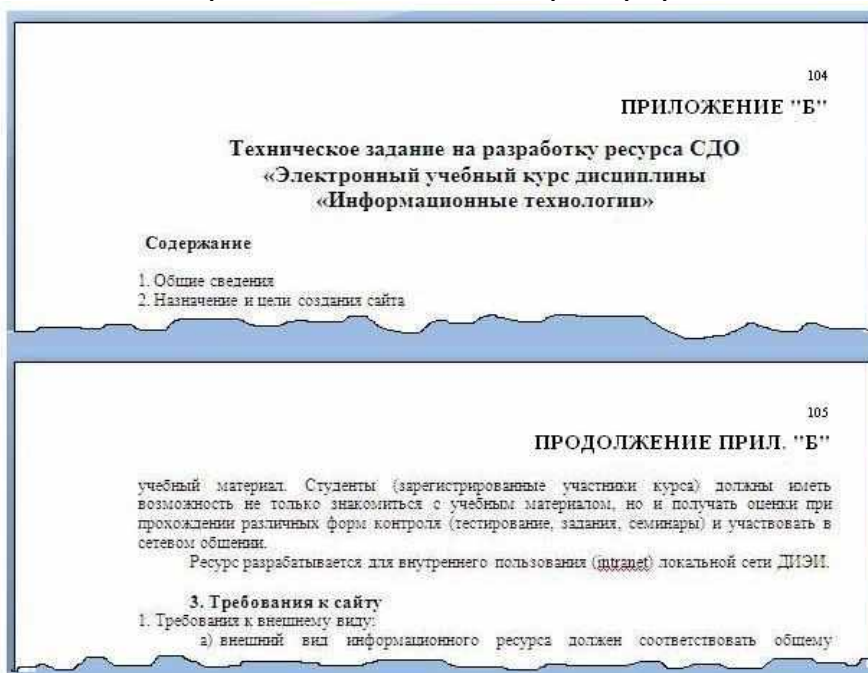 104
ПРИЛОЖЕНИЕ "Б"
Техническое задание на разработку ресурса СДО
«Электронный учебный курс дисциплины
«Информационные технологии»
Содержание
1. Общие сведения
2. Назначение и цели создания сайта
105
ПРОДОЛЖЕНИЕ ПРИЛ. "Б"
учебный материал. Студенты (зарегистрированные участники курса) должны иметь
возможность не только знакомиться с учебным материалом, но и получать оценки при
прохождении различных форм контроля (тестирование, задания, семинары) и участвовать в
сетевом общении.
Ресурс разрабатывается для внутреннего пользования (intranet) локальной сети ДИЭИ.
3. Требования к сайту
1. Требования к внешнему виду:
а) внешний вид информационного ресурса должен соответствовать общему